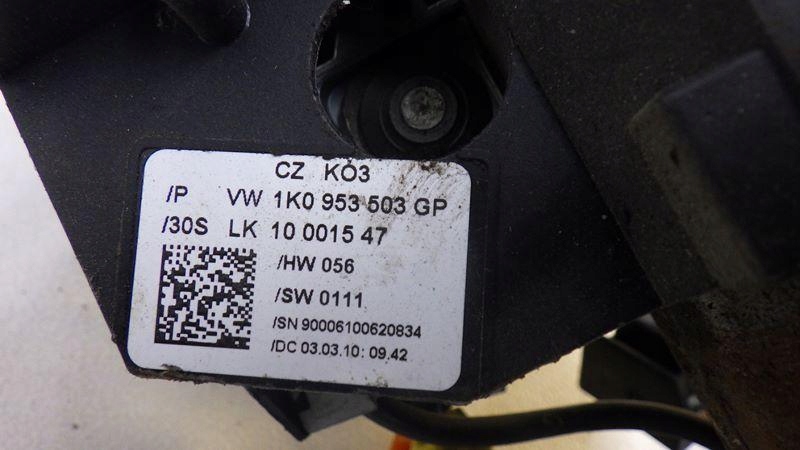 CZ KO3
/P VW 1K0 953 503 GP
/30S LK 10 0015 47
/HW 056
/SW 0111
/SN 90006100620834
/DC 03.03.10: 09.42